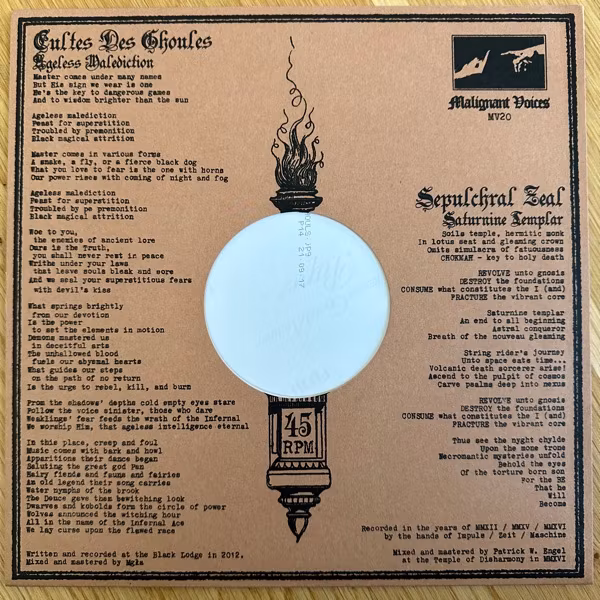 Cultes Des Ghoules
Ageless Malediction
Master comes under many names
But His sign we wear is one
He's the key to dangerous games
And to wisdom brighter than the sun
Ageless malediction
Feast for superstition
Troubled by premonition
Black magical attrition
Master comes in various forms
A snake, a fly, or a fierce black dog
What you love to fear is the one with horns
Our power rises with coming of night and fog
Ageless malediction
Feast for superstition
Troubled by pe monition
Black magical attrition
Woe to you,
the enemies of ancient lore
Ours is the Truth,
you shall never rest in peace
Writhe under your laws
that leave souls bleak and sore
And we seal your superstitious fears
with devil's kiss
What springs brightly
from our devotion
Is the power
to set the elements in motion
Demons mastered us
in deceitful arts
The unhallowed blood
fuels our abysmal hearts
What guides our steps
on the path of no return
Is the urge to rebel, kill, and burn
From the shadows' depths cold empty eyes stare
Follow the voice sinister, those who dare
Weaklings' fear feeds the wrath of the Infernal
We worship Him, that ageless intelligence eternal
In this place, creep and foul
Music comes with bark and howl
Apparitions their dance began
Saluting the great god Pan
Hairy fiends and fauns and fairies
An old legend their song carries
Water nymphs of the brook
The Deuce gave them bewitching look
Dwarves and kobolds form the circle of power
Wolves announced the witching hour
All in the name of the Infernal Ace
We lay curse upon the flawed race
Written and recorded at the Black Lodge in 2012.
Mixed and mastered by Mgła
45
RPM
Malignant Voices
MV20
Sepulchral Zeal
Saturnine Templar
Soils temple, hermitic monk
In lotus seat and gleaming crown
Omits simulacra of fatuousness
CHOKMAH - key to holy death
REVOLVE unto gnosis
DESTROY the foundations
CONSUME what constitutes the I (and)
FRACTURE the vibrant core
Saturnine templar
An end to all beginning
Astral conqueror
Breath of the nouveau gleaming
String rider's journey
Unto space eats time...
Volcanic death sorcerer arise!
Ascend to the pulpit of cosmos
Carve psalms deep into nexus
REVOLVE unto gnosis
DESTROY the foundations
CONSUME what constitutes the I (and)
FRACTURE the vibrant core
Thus see the nyght chylde
Upon the mone trone
Necromantic mysteries unfold
Behold the eyes
Of the torture born son
For the BE
That he
Will
Become
Recorded in the years of MMXII / MMXV / MMXVI
by the hands of Impuls / Zeit / Maschine
Mixed and mastered by Patrick W. Engel
at the Temple of Disharmony in MMXVI